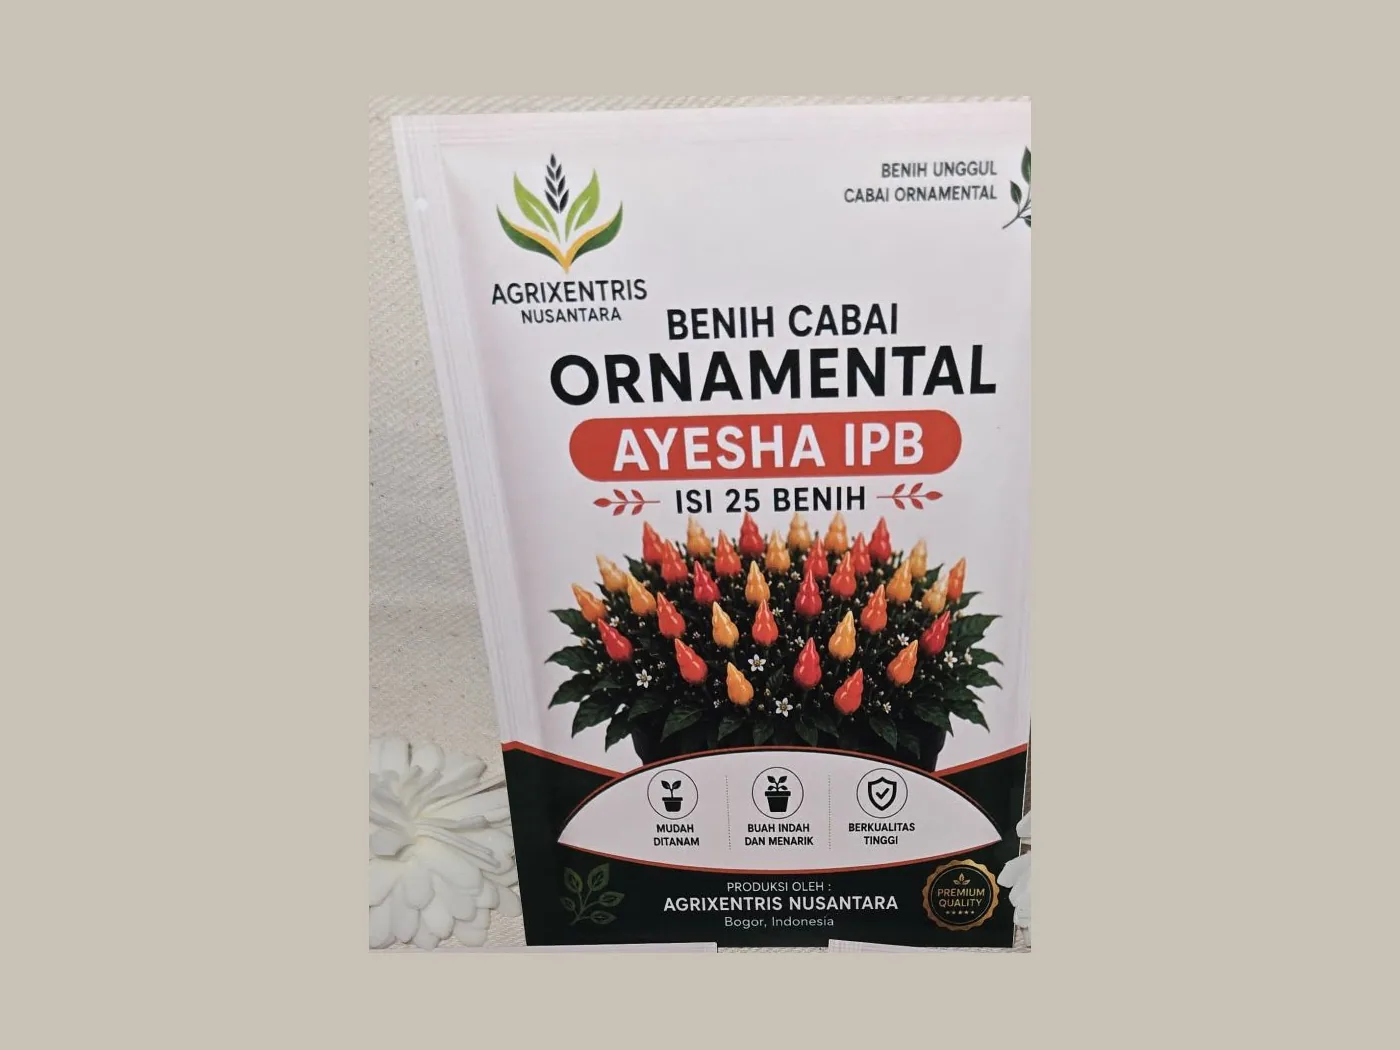 AGRIXENTRIS
NUSANTARA
BENIH UNGGUL
CABAI ORNAMENTAL
BENIH CABAI
ORNAMENTAL
AYESHA IPB
ISI 25 BENIH
MUDAH
DITANAM
BUAH INDAH
DAN MENARIK
BERKUALITAS
TINGGI
PRODUKSI OLEH :
AGRIXENTRIS NUSANTARA
Bogor, Indonesia
PREMIUM
QUALITY